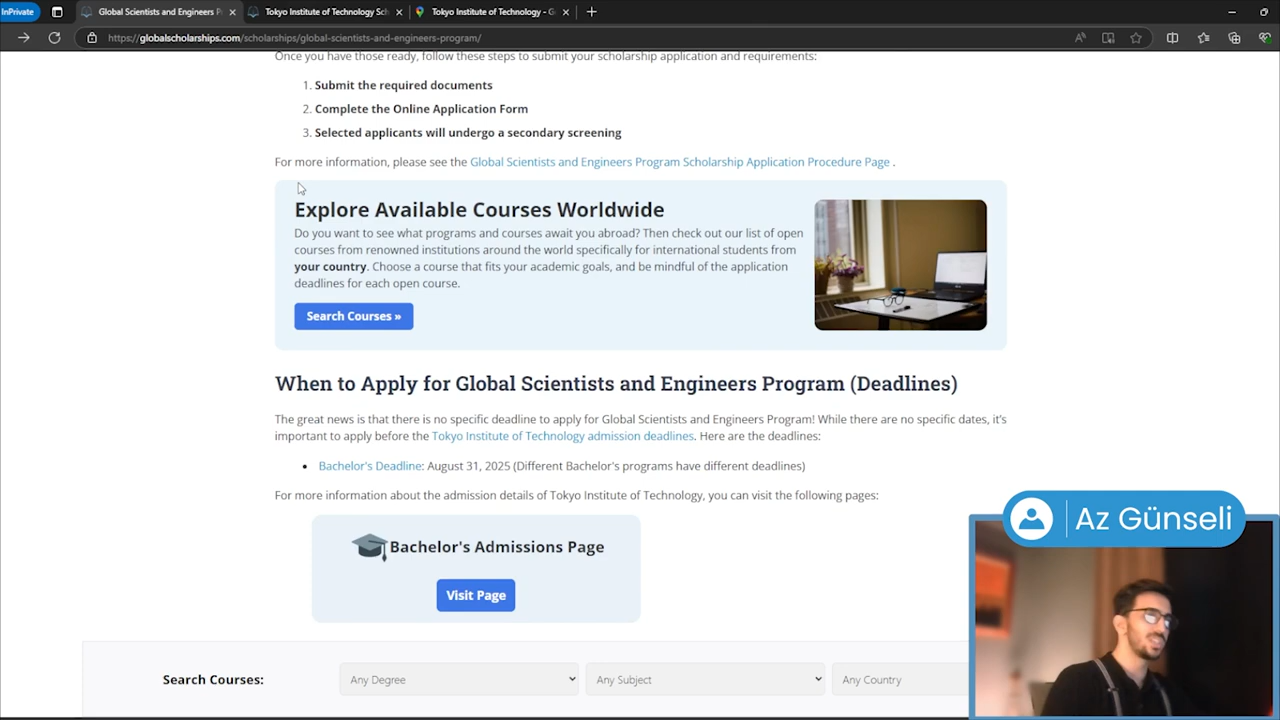 InPrivate
Global Scientists and Engineers P
Tokyo Institute of Technology Sch
Tokyo Institute of Technology - G
https://globalscholarships.com/scholarships/global-scientists-and-engineers-program/
Once you have those ready, follow these steps to submit your scholarship application and requirements:
1. Submit the required documents
2. Complete the Online Application Form
3. Selected applicants will undergo a secondary screening
For more information, please see the Global Scientists and Engineers Program Scholarship Application Procedure Page .
Explore Available Courses Worldwide
Do you want to see what programs and courses await you abroad? Then check out our list of open
courses from renowned institutions around the world specifically for international students from
your country. Choose a course that fits your academic goals, and be mindful of the application
deadlines for each open course.
Search Courses »
When to Apply for Global Scientists and Engineers Program (Deadlines)
The great news is that there is no specific deadline to apply for Global Scientists and Engineers Program! While there are no specific dates, it's
important to apply before the Tokyo Institute of Technology admission deadlines. Here are the deadlines:
• Bachelor's Deadline: August 31, 2025 (Different Bachelor's programs have different deadlines)
For more information about the admission details of Tokyo Institute of Technology, you can visit the following pages:
Bachelor's Admissions Page
Visit Page
Az Günseli
Search Courses:
Any Degree
Any Subject
Any Country